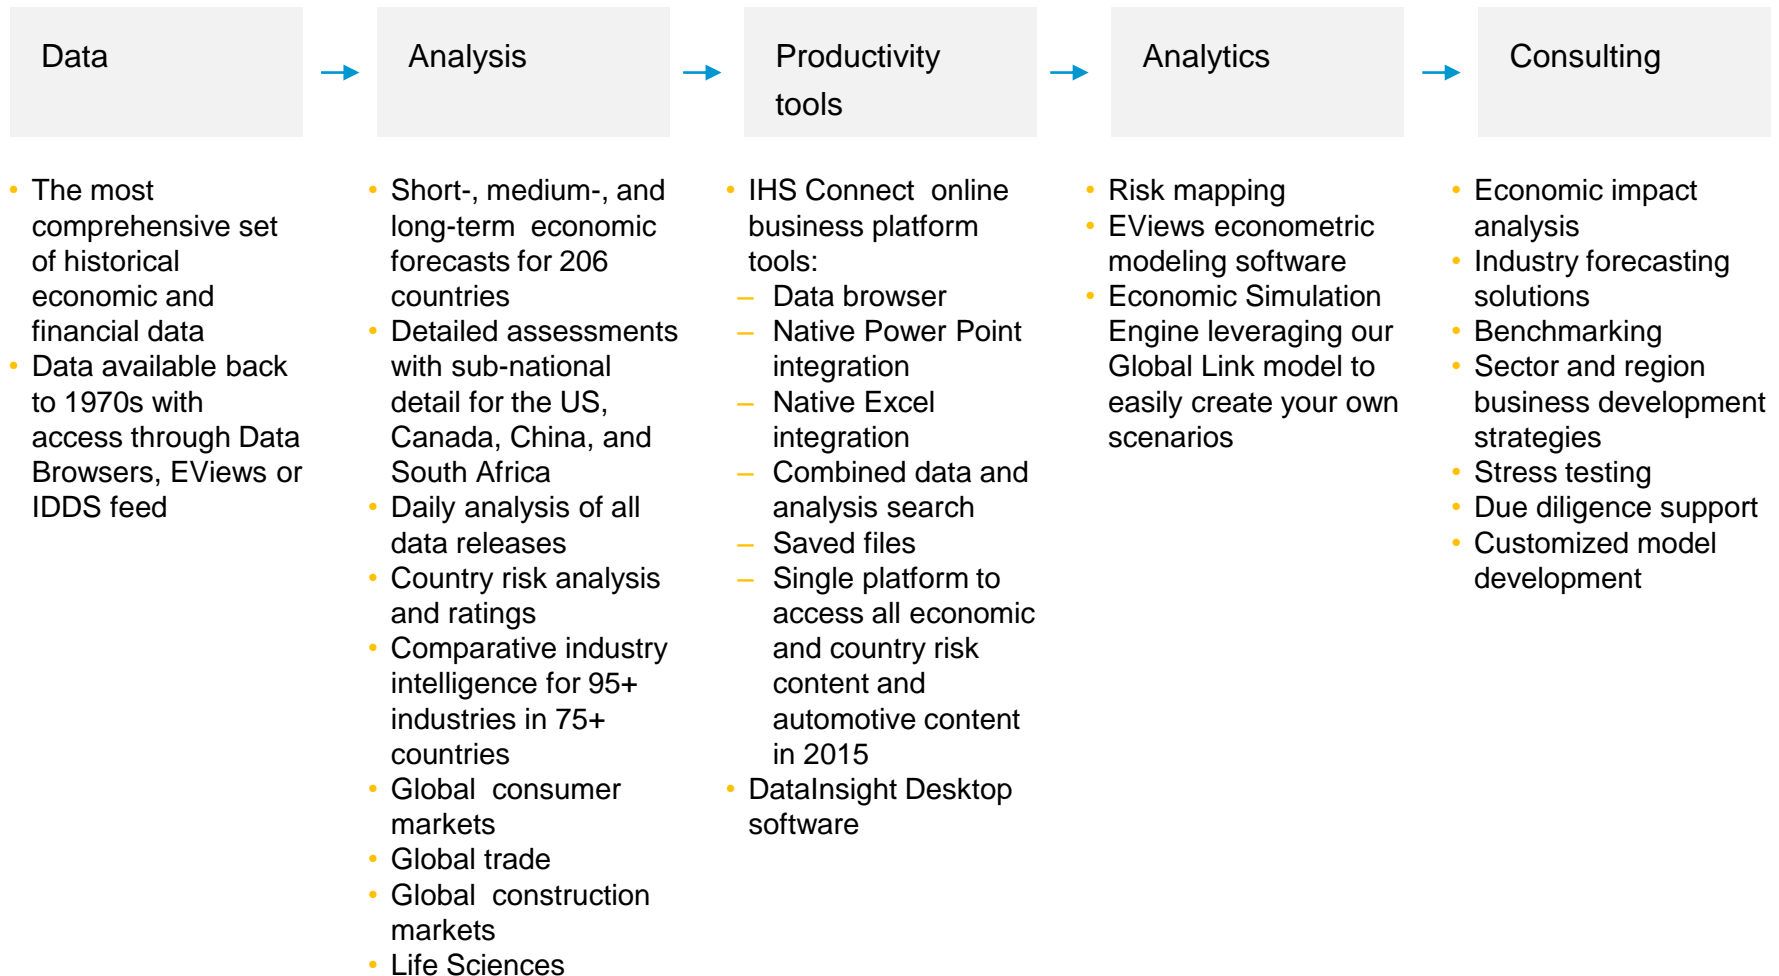 Data
• The most
comprehensive set
of historical
economic and
financial data
• Data available back
to 1970s with
access through Data
Browsers, EViews or
IDDS feed
Analysis
• Short-, medium-, and
long-term economic
forecasts for 206
countries
• Detailed assessments
with sub-national
detail for the US,
Canada, China, and
South Africa
• Daily analysis of all
data releases
• Country risk analysis
and ratings
• Comparative industry
intelligence for 95+
industries in 75+
countries
• Global consumer
markets
• Global trade
• Global construction
markets
• Life Sciences
Productivity
tools
• IHS Connect online
business platform
tools:
– Data browser
– Native Power Point
integration
– Native Excel
integration
– Combined data and
analysis search
– Saved files
– Single platform to
access all economic
and country risk
content and
automotive content
in 2015
• DataInsight Desktop
software
Analytics
• Risk mapping
• EViews econometric
modeling software
• Economic Simulation
Engine leveraging our
Global Link model to
easily create your own
scenarios
Consulting
• Economic impact
analysis
• Industry forecasting
solutions
• Benchmarking
• Sector and region
business development
strategies
• Stress testing
• Due diligence support
• Customized model
development